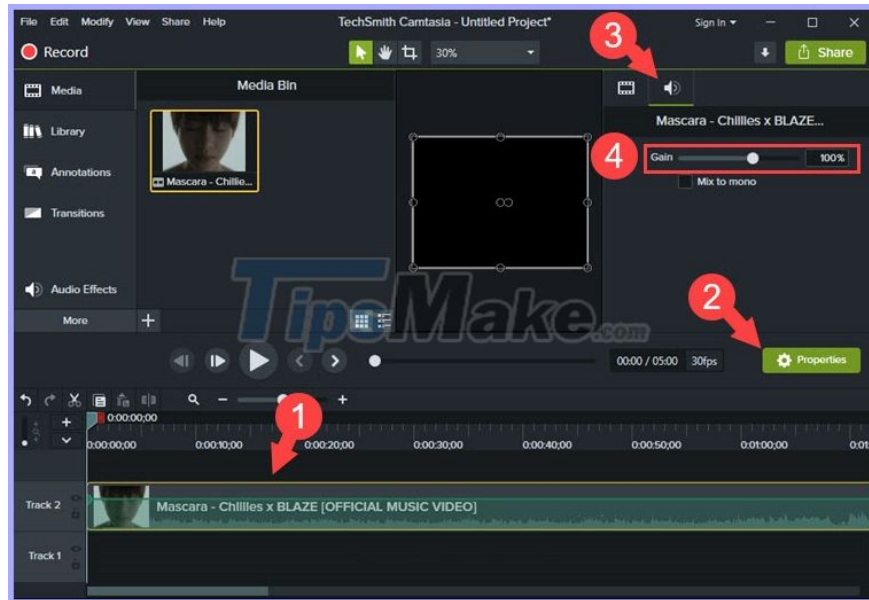 File Edit Modify View Share Help TechSmith Camtasia - Untitled Project* Sign In
Record 30% Share
3
Media
Media Bin
Mascara - Chillies x BLAZE...
Library
4
Gain 100%
Annotations
Mascara - Chillie...
Mix to mono
Transitions
Audio Effects
2
TipsMake.com
More
00:00 / 05:00 30fps Properties
1
0:00:00;00
0:00:00;00 0:00:10;00 0:00:20;00 0:00:30;00 0:00:40;00 0:00:50;00 0:01:00;00 0:01
Track 2 Mascara - Chillies x BLAZE [OFFICIAL MUSIC VIDEO]
Track 1